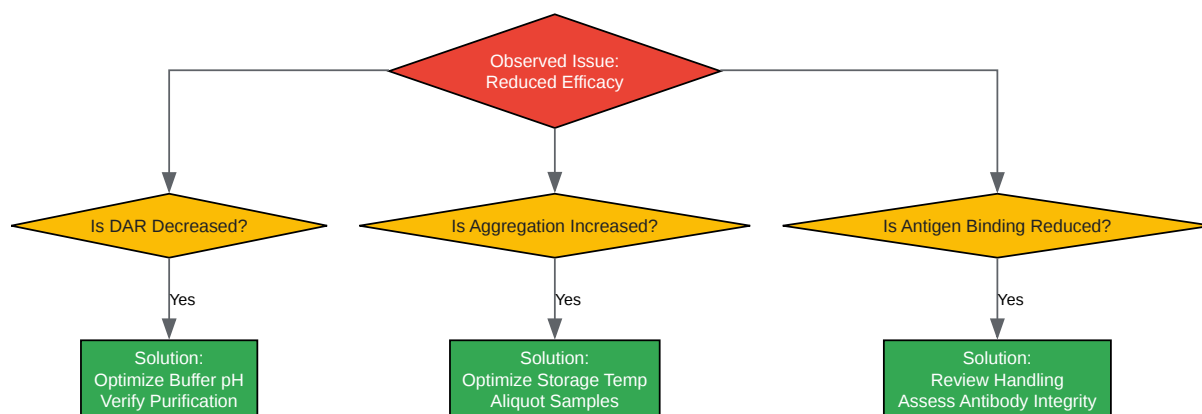 Observed Issue:
Reduced Efficacy
Is DAR Decreased?
Is Aggregation Increased?
Is Antigen Binding Reduced?
Yes
Yes
Yes
Solution:
Optimize Buffer pH
Verify Purification
Solution:
Optimize Storage Temp
Aliquot Samples
Solution:
Review Handling
Assess Antibody Integrity